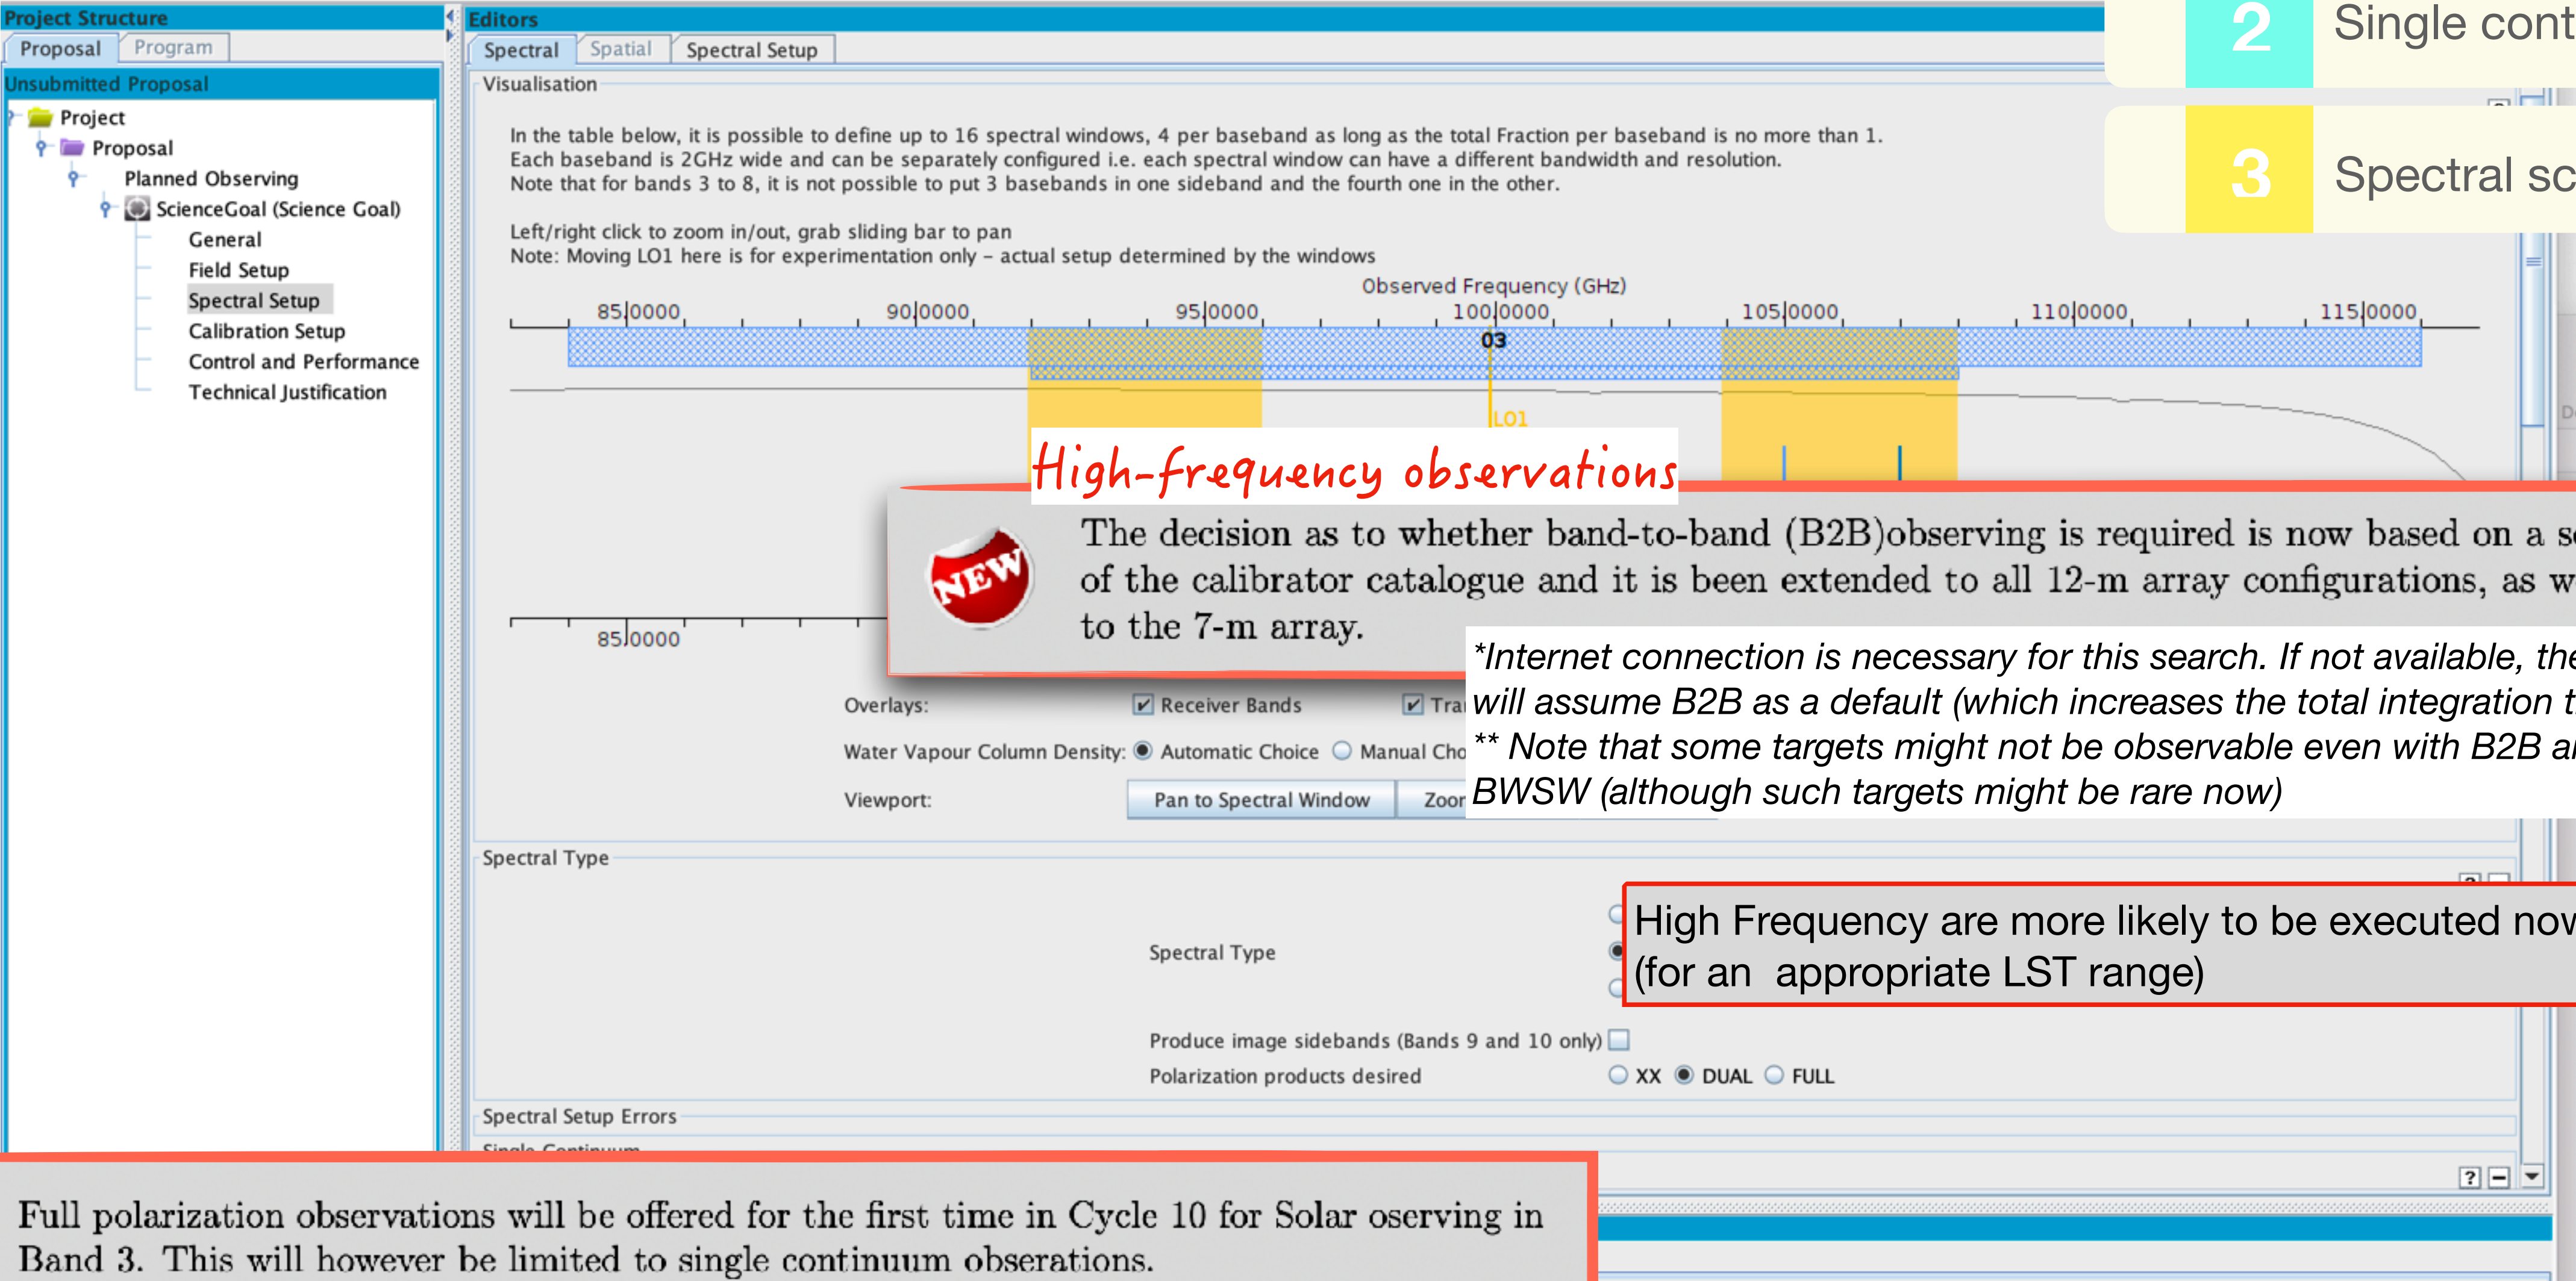 Project Structure
Proposal Program
Unsubmitted Proposal
Project
Proposal
Planned Observing
ScienceGoal (Science Goal)
General
Field Setup
Spectral Setup
Calibration Setup
Control and Performance
Technical Justification
Editors
Spectral Spatial Spectral Setup
Visualisation
In the table below, it is possible to define up to 16 spectral windows, 4 per baseband as long as the total Fraction per baseband is no more than 1.
Each baseband is 2GHz wide and can be separately configured i.e. each spectral window can have a different bandwidth and resolution.
Note that for bands 3 to 8, it is not possible to put 3 basebands in one sideband and the fourth one in the other.
Left/right click to zoom in/out, grab sliding bar to pan
Note: Moving LO1 here is for experimentation only - actual setup determined by the windows
2 Single cont
3 Spectral sc
Observed Frequency (GHz)
85.0000 90.0000 95.0000 100.0000 105.0000 110.0000 115.0000
03
LO1
High-frequency observations
NEW
The decision as to whether band-to-band (B2B)observing is required is now based on a se
of the calibrator catalogue and it is been extended to all 12-m array configurations, as w
to the 7-m array.
85.0000
*Internet connection is necessary for this search. If not available, the
will assume B2B as a default (which increases the total integration t
** Note that some targets might not be observable even with B2B a
BWSW (although such targets might be rare now)
Overlays: Receiver Bands Tra
Water Vapour Column Density: Automatic Choice Manual Cho
Viewport: Pan to Spectral Window Zoo
Spectral Type
Spectral Type
High Frequency are more likely to be executed now
(for an appropriate LST range)
Produce image sidebands (Bands 9 and 10 only)
Polarization products desired XX DUAL FULL
Spectral Setup Errors
Single Continuum
? −
Full polarization observations will be offered for the first time in Cycle 10 for Solar oserving in
Band 3. This will however be limited to single continuum obserations.